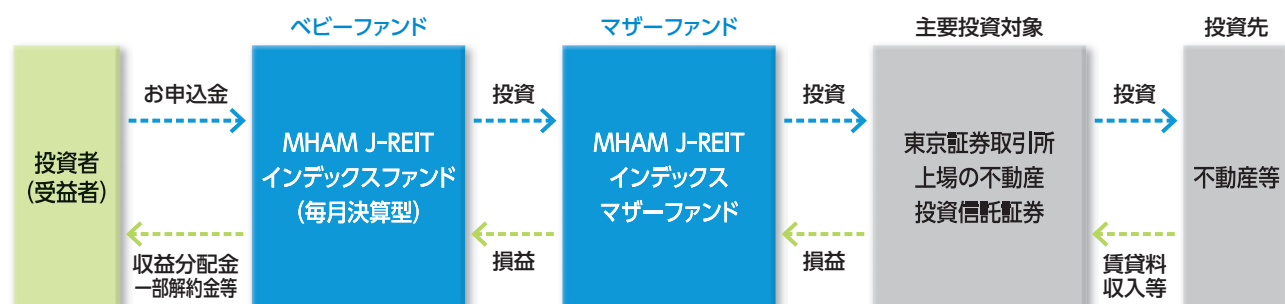 ベビーファンド
マザーファンド
主要投資対象
投資先
投資者
(受益者)
お申込金
収益分配金
一部解約金等
MHAM J-REIT
インデックスファンド
(毎月決算型)
投資
損益
MHAM J-REIT
インデックス
マザーファンド
投資
損益
東京証券取引所
上場の不動産
投資信託証券
投資
賃貸料
収入等
不動産等